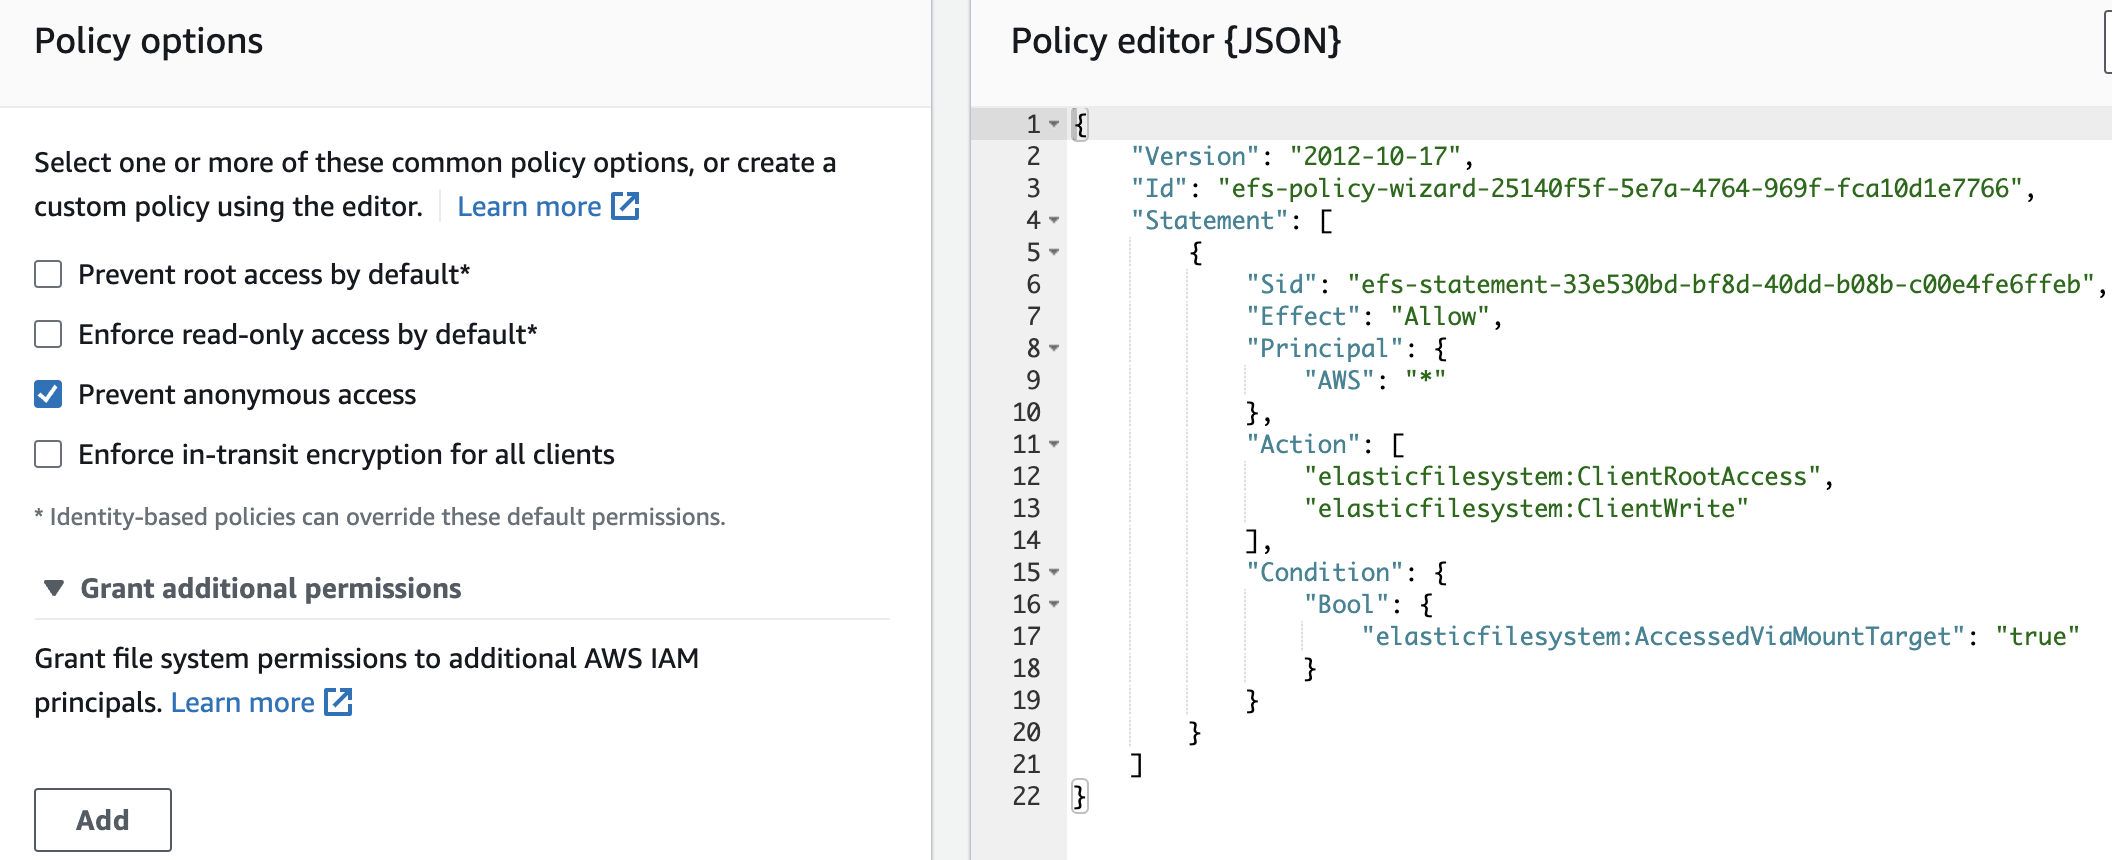 Policy options
Select one or more of these common policy options, or create a
custom policy using the editor. Learn more
Prevent root access by default*
Enforce read-only access by default*
Prevent anonymous access
Enforce in-transit encryption for all clients
* Identity-based policies can override these default permissions.
Grant additional permissions
Grant file system permissions to additional AWS IAM
principals. Learn more
Add
Policy editor {JSON}
1 {
2 "Version": "2012-10-17",
3 "Id": "efs-policy-wizard-25140f5f-5e7a-4764-969f-fca10d1e7766",
4 "Statement": [
5 {
6 "Sid": "efs-statement-33e530bd-bf8d-40dd-b08b-c00e4fe6ffeb",
7 "Effect": "Allow",
8 "Principal": {
9 "AWS": "*"
10 },
11 "Action": [
12 "elasticfilesystem:ClientRootAccess",
13 "elasticfilesystem:ClientWrite"
14 ],
15 "Condition": {
16 "Bool": {
17 "elasticfilesystem:AccessedViaMountTarget": "true"
18 }
19 }
20 }
21 ]
22 }